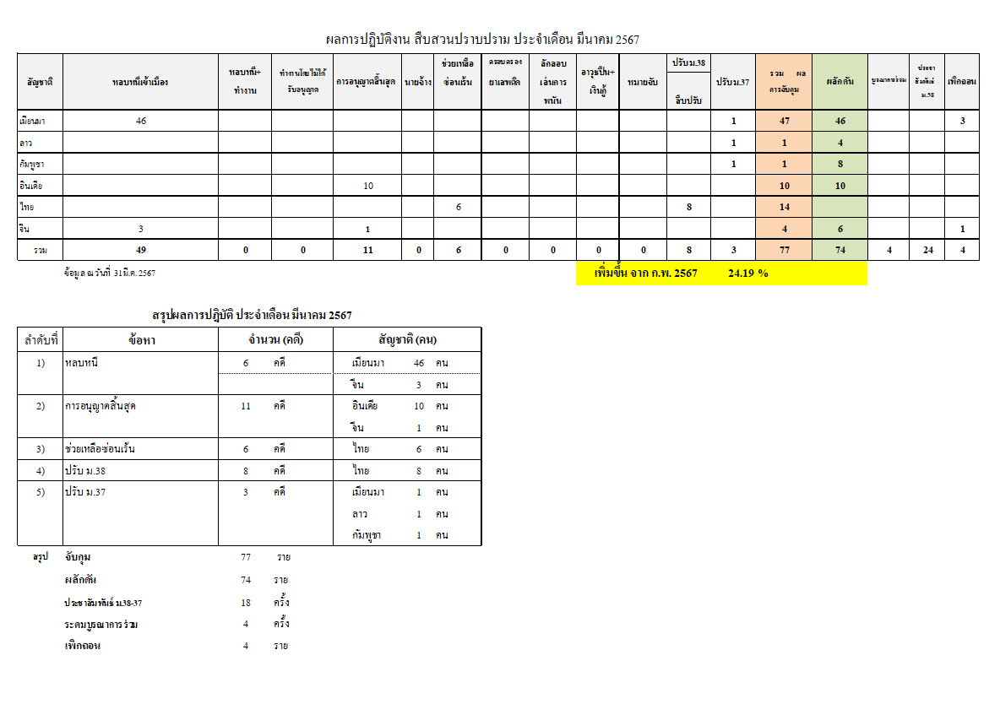 ผลการปฏิบัติงาน สืบสวนปราบปราม ประจำเดือน มีนาคม 2567
สัญชาติ หลบหนีเข้าเมือง หลบหนี+ทำงาน ทำงานโดยไม่ได้รับอนุญาต การอนุญาตสิ้นสุด นายจ้าง ช่วยเหลือซ่อนเร้น ครอบครองยาเสพติด ลักลอบเล่นการพนัน อาวุธปืน+เงินกู้ หมายจับ ปรับ ม.38 สืบปรับ ปรับ ม.37 รวม ผลการจับกุม ผลักดัน บูรณาการร่วม ประชาสัมพันธ์ ม.38 เพิกถอน
เมียนมา 46 1 47 46 3
ลาว 1 1 4
กัมพูชา 1 1 8
อินเดีย 10 10 10
ไทย 6 8 14
จีน 3 1 4 6 1
รวม 49 0 0 11 0 6 0 0 0 0 8 3 77 74 4 24 4
ข้อมูล ณ วันที่ 31 มี.ค. 2567 เพิ่มขึ้น จาก ก.พ. 2567 24.19 %
สรุปผลการปฏิบัติ ประจำเดือน มีนาคม 2567
ลำดับที่ ข้อหา จำนวน (คดี) สัญชาติ (คน)
1) หลบหนี 6 คดี เมียนมา 46 คน
จีน 3 คน
2) การอนุญาตสิ้นสุด 11 คดี อินเดีย 10 คน
จีน 1 คน
3) ช่วยเหลือซ่อนเร้น 6 คดี ไทย 6 คน
4) ปรับ ม.38 8 คดี ไทย 8 คน
5) ปรับ ม.37 3 คดี เมียนมา 1 คน
ลาว 1 คน
กัมพูชา 1 คน
สรุป จับกุม 77 ราย
ผลักดัน 74 ราย
ประชาสัมพันธ์ ม.38-37 18 ครั้ง
ระดมบูรณาการร่วม 4 ครั้ง
เพิกถอน 4 ราย